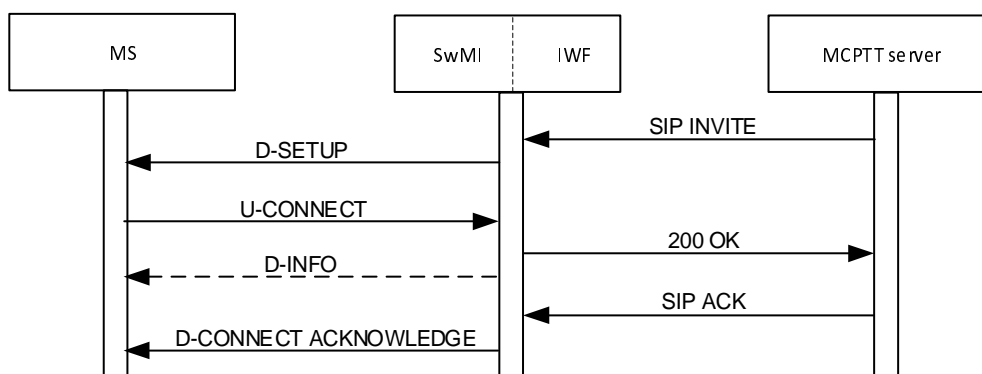 MS
SwMI
IWF
MCPTT server
SIP INVITE
D-SETUP
U-CONNECT
200 OK
D-INFO
SIP ACK
D-CONNECT ACKNOWLEDGE